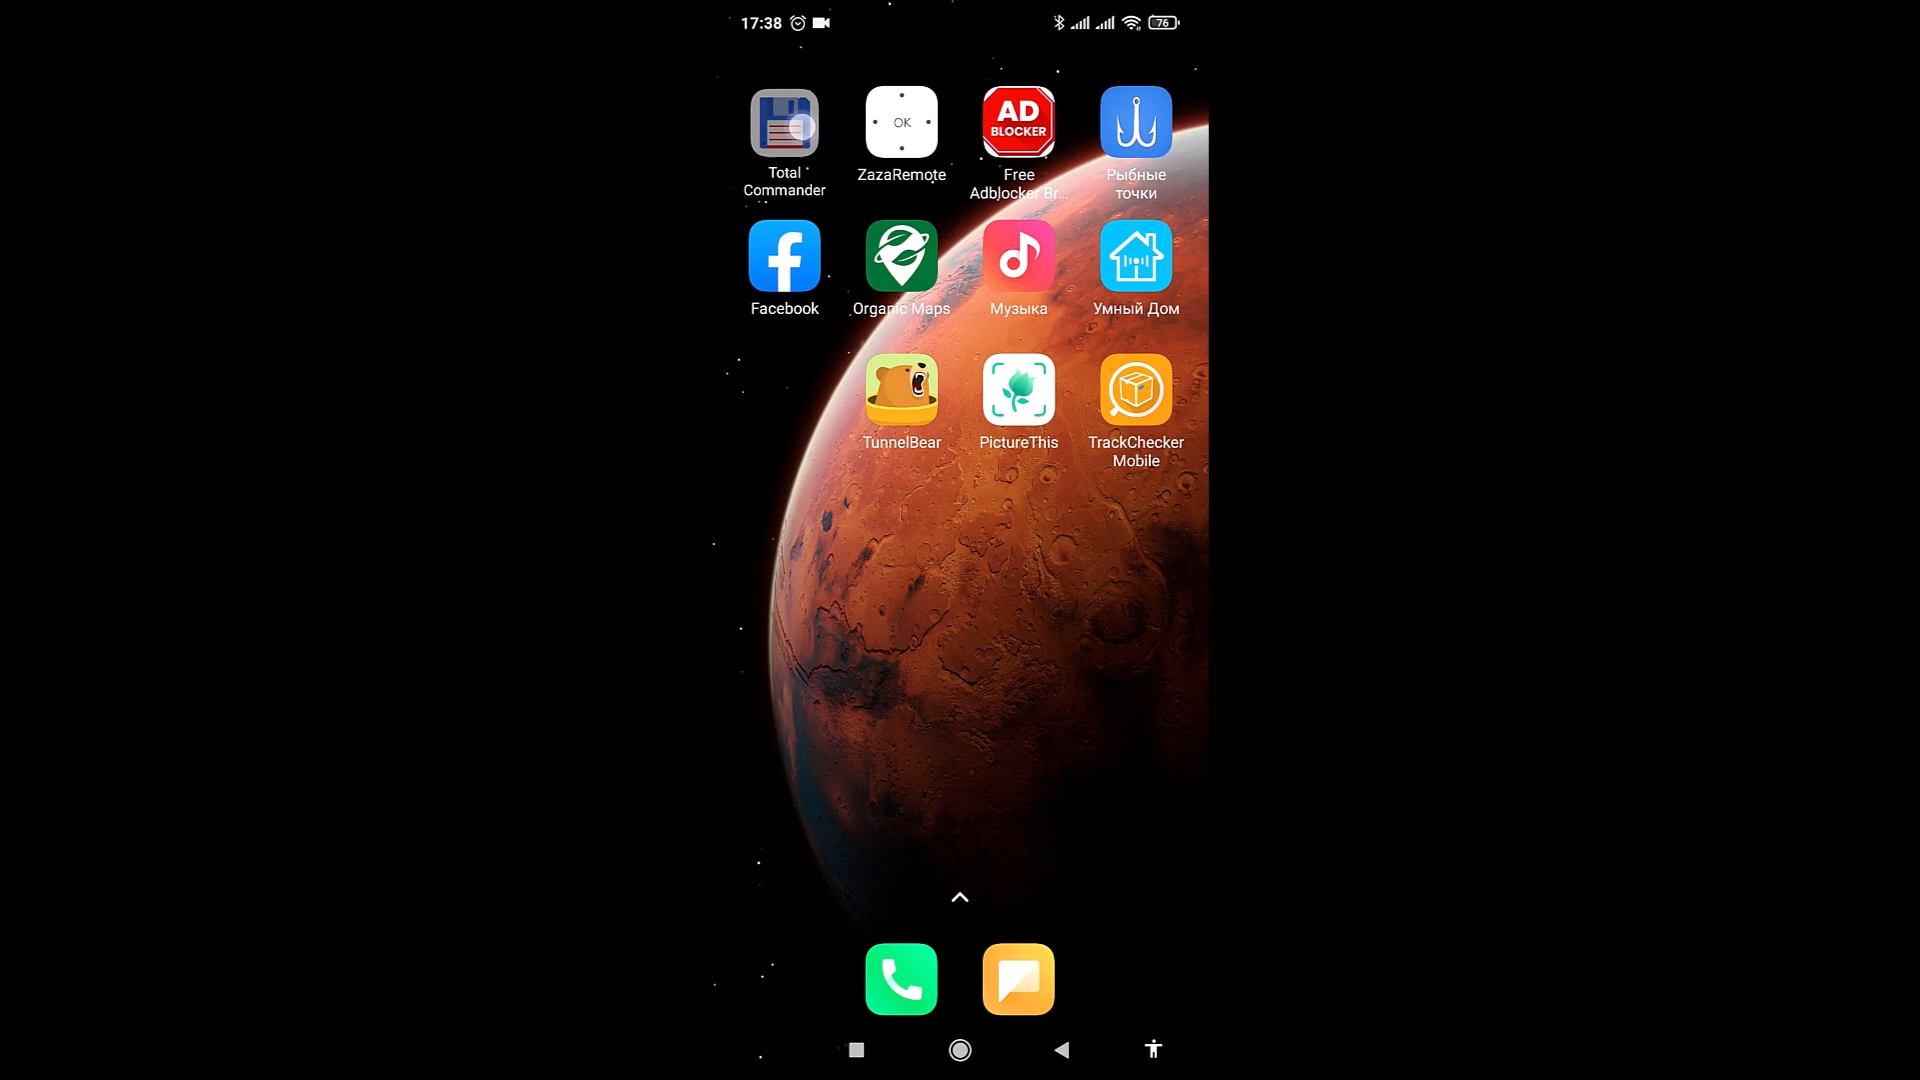 17:38
76
OK
AD
BLOCKER
Total
Commander
ZazaRemote
Free
Adblocker Br...
Рыбные
точки
Facebook
Organic Maps
Музыка
Умный Дом
TunnelBear
PictureThis
TrackChecker
Mobile